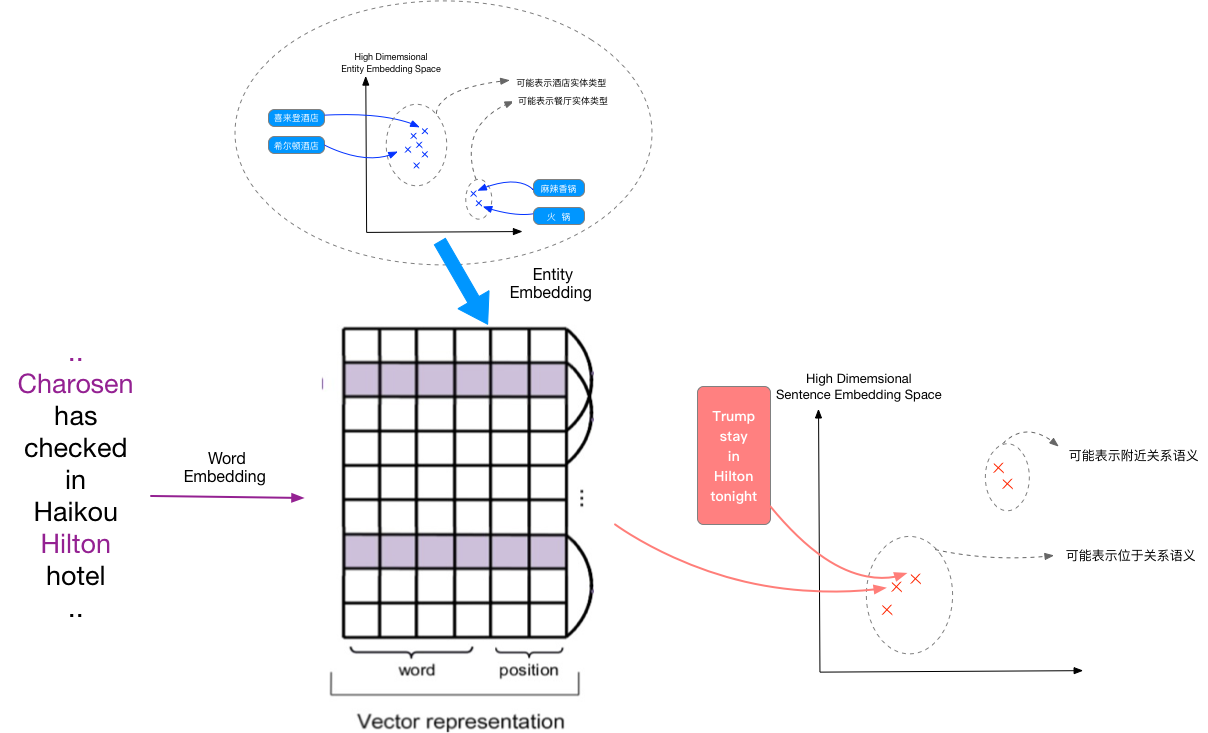 High Dimemsional
Entity Embedding Space
可能表示酒店实体类型
可能表示餐厅实体类型
喜来登酒店
希尔顿酒店
麻辣香锅
火 锅
Entity
Embedding
..
Charosen
has
checked
in
Haikou
Hilton
hotel
..
Word
Embedding
...
word
position
Vector representation
Trump
stay
in
Hilton
tonight
High Dimemsional
Sentence Embedding Space
可能表示附近关系语义
可能表示位于关系语义